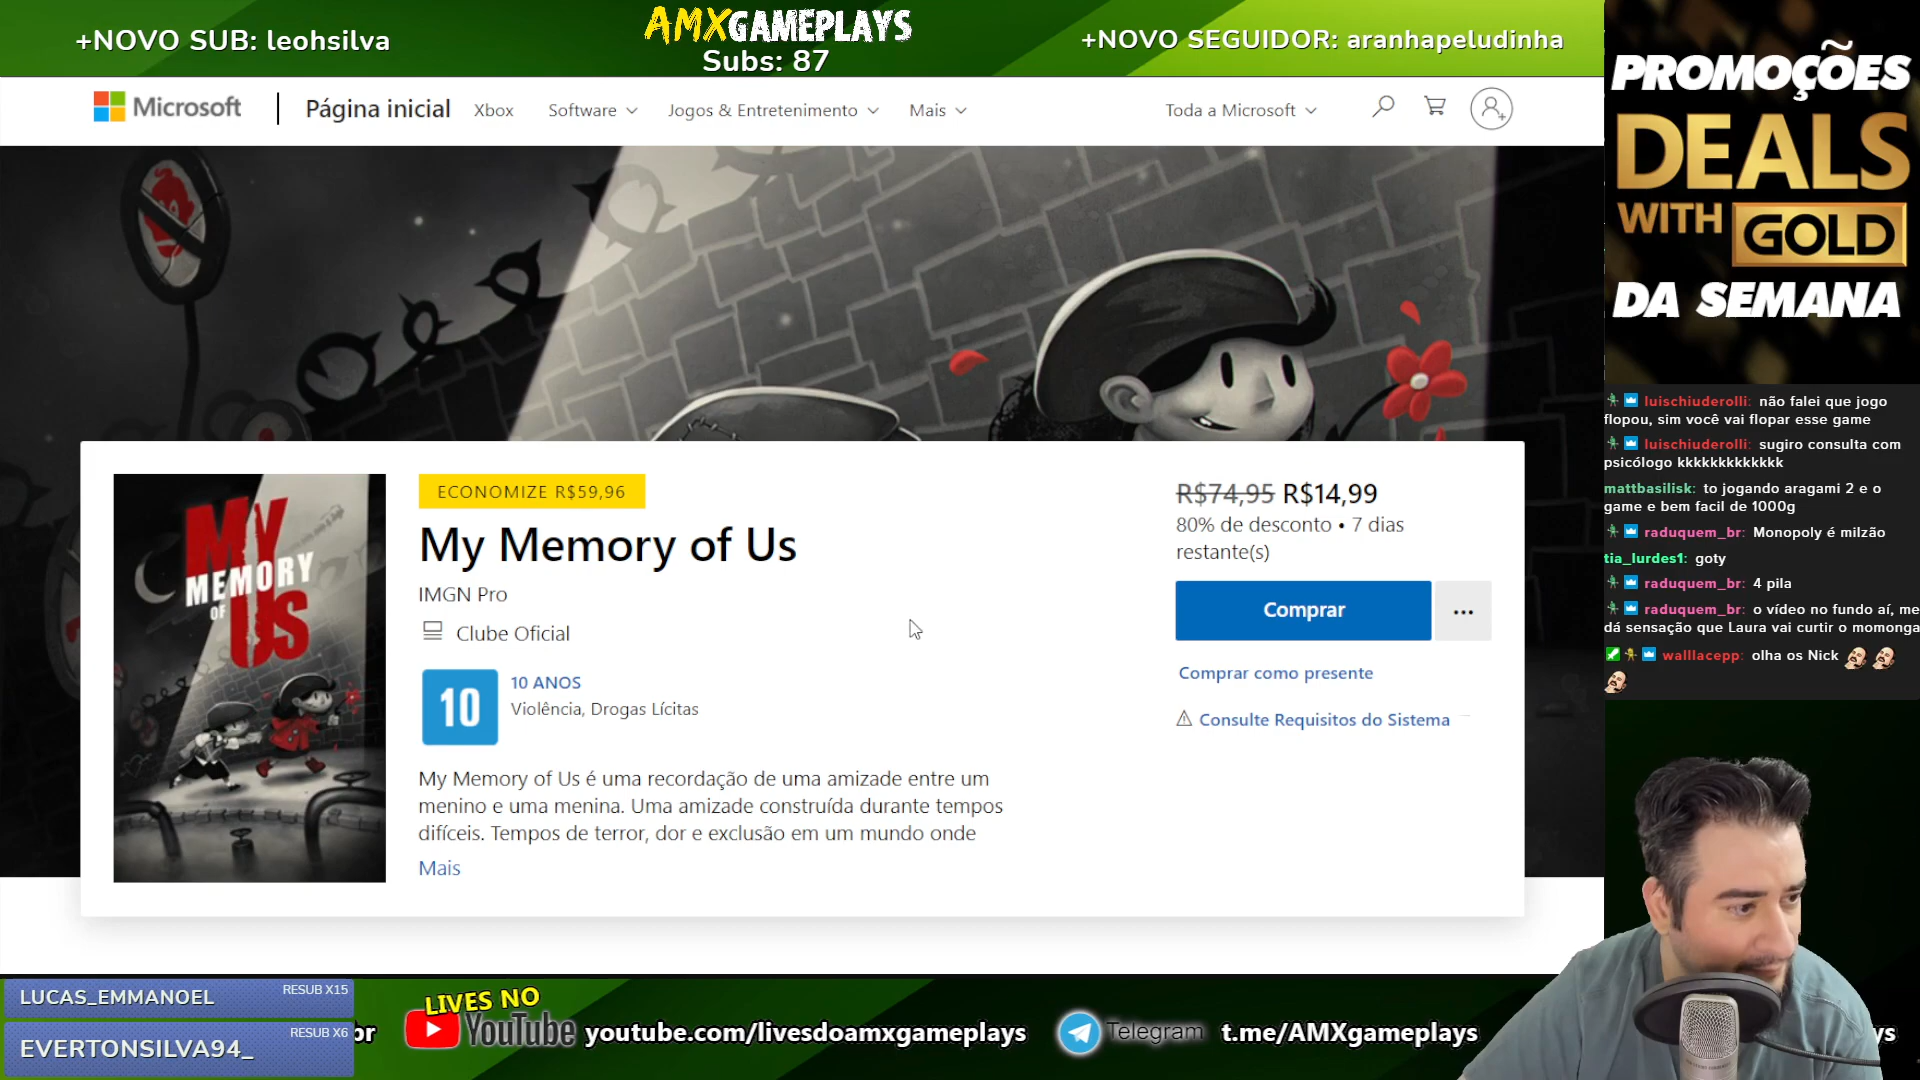 +NOVO SUB: leohsilva
AMXGAMEPLAYS
Subs: 87
+NOVO SEGUIDOR: aranhapeludinha
Microsoft
Página inicial
Xbox
Software
Jogos & Entretenimento
Mais
Toda a Microsoft
PROMOÇÕES
DEALS
WITH GOLD
DA SEMANA
MY
MEMORY
OF
US
ECONOMIZE R$59,96
My Memory of Us
IMGN Pro
Clube Oficial
10
10 ANOS
Violência, Drogas Lícitas
My Memory of Us é uma recordação de uma amizade entre um
menino e uma menina. Uma amizade construída durante tempos
difíceis. Tempos de terror, dor e exclusão em um mundo onde
Mais
R$74,95 R$14,99
80% de desconto • 7 dias
restante(s)
Comprar
Comprar como presente
Consulte Requisitos do Sistema
luischiuderolli: não falei que jogo
flopou, sim você vai flopar esse game
luischiuderolli: sugiro consulta com
psicólogo kkkkkkkkkkkkk
mattbasilisk: to jogando aragami 2 e o
game e bem facil de 1000g
raduquem_br: Monopoly é milzão
tia_lurdes1: goty
raduquem_br: 4 pila
raduquem_br: o vídeo no fundo aí, me
dá sensação que Laura vai curtir o momonga
walllacepp: olha os Nick
LUCAS_EMMANOEL
RESUB X15
EVERTONSILVA94_
RESUB X6
br
LIVES NO
YouTube
youtube.com/livesdoamxgameplays
Telegram
t.me/AMXgameplays
ys